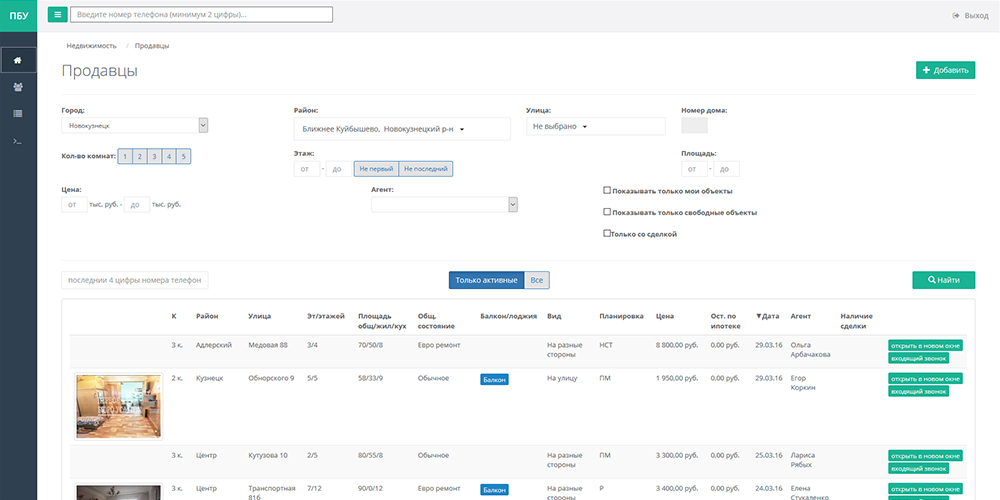 ПБУ
Введите номер телефона (минимум 2 цифры)...
Выход
Недвижимость / Продавцы
Продавцы
Добавить
Город: Район: Улица: Номер дома:
Новокузнецк Ближнее Куйбышево, Новокузнецкий р-н Не выбрано
Кол-во комнат: 1 2 3 4 5
Этаж: Площадь:
от - до Не первый Не последний от - до
Цена: Агент:
от тыс. руб. - до тыс. руб.
Показывать только мои объекты
Показывать только свободные объекты
Только со сделкой
последнии 4 цифры номера телефон
Только активные Все
Найти
К Район Улица Эт/этажей Площадь общ/жил/кух Общ. состояние Балкон/лоджия Вид Планировка Цена Ост. по ипотеке ▼Дата Агент Наличие сделки
3 к. Адлерский Медовая 88 3/4 70/50/8 Евро ремонт На разные стороны НСТ 8 800,00 руб. 0,00 руб. 29.03.16 Ольга Арбачакова открыть в новом окне
входящий звонок
2 к. Кузнецк Обнорского 9 5/5 58/33/9 Обычное Балкон На улицу ПМ 1 950,00 руб. 0,00 руб. 29.03.16 Егор Коркин открыть в новом окне
входящий звонок
3 к. Центр Кутузова 10 2/5 80/55/8 Обычное На разные стороны ПМ 3 300,00 руб. 0,00 руб. 25.03.16 Лариса Рябых открыть в новом окне
входящий звонок
3 к. Центр Транспортная 81б 7/12 90/0/12 Евро ремонт Балкон На разные стороны Р 3 400,00 руб. 0,00 руб. 24.03.16 Елена Стукаленко открыть в новом окне
входящий звонок